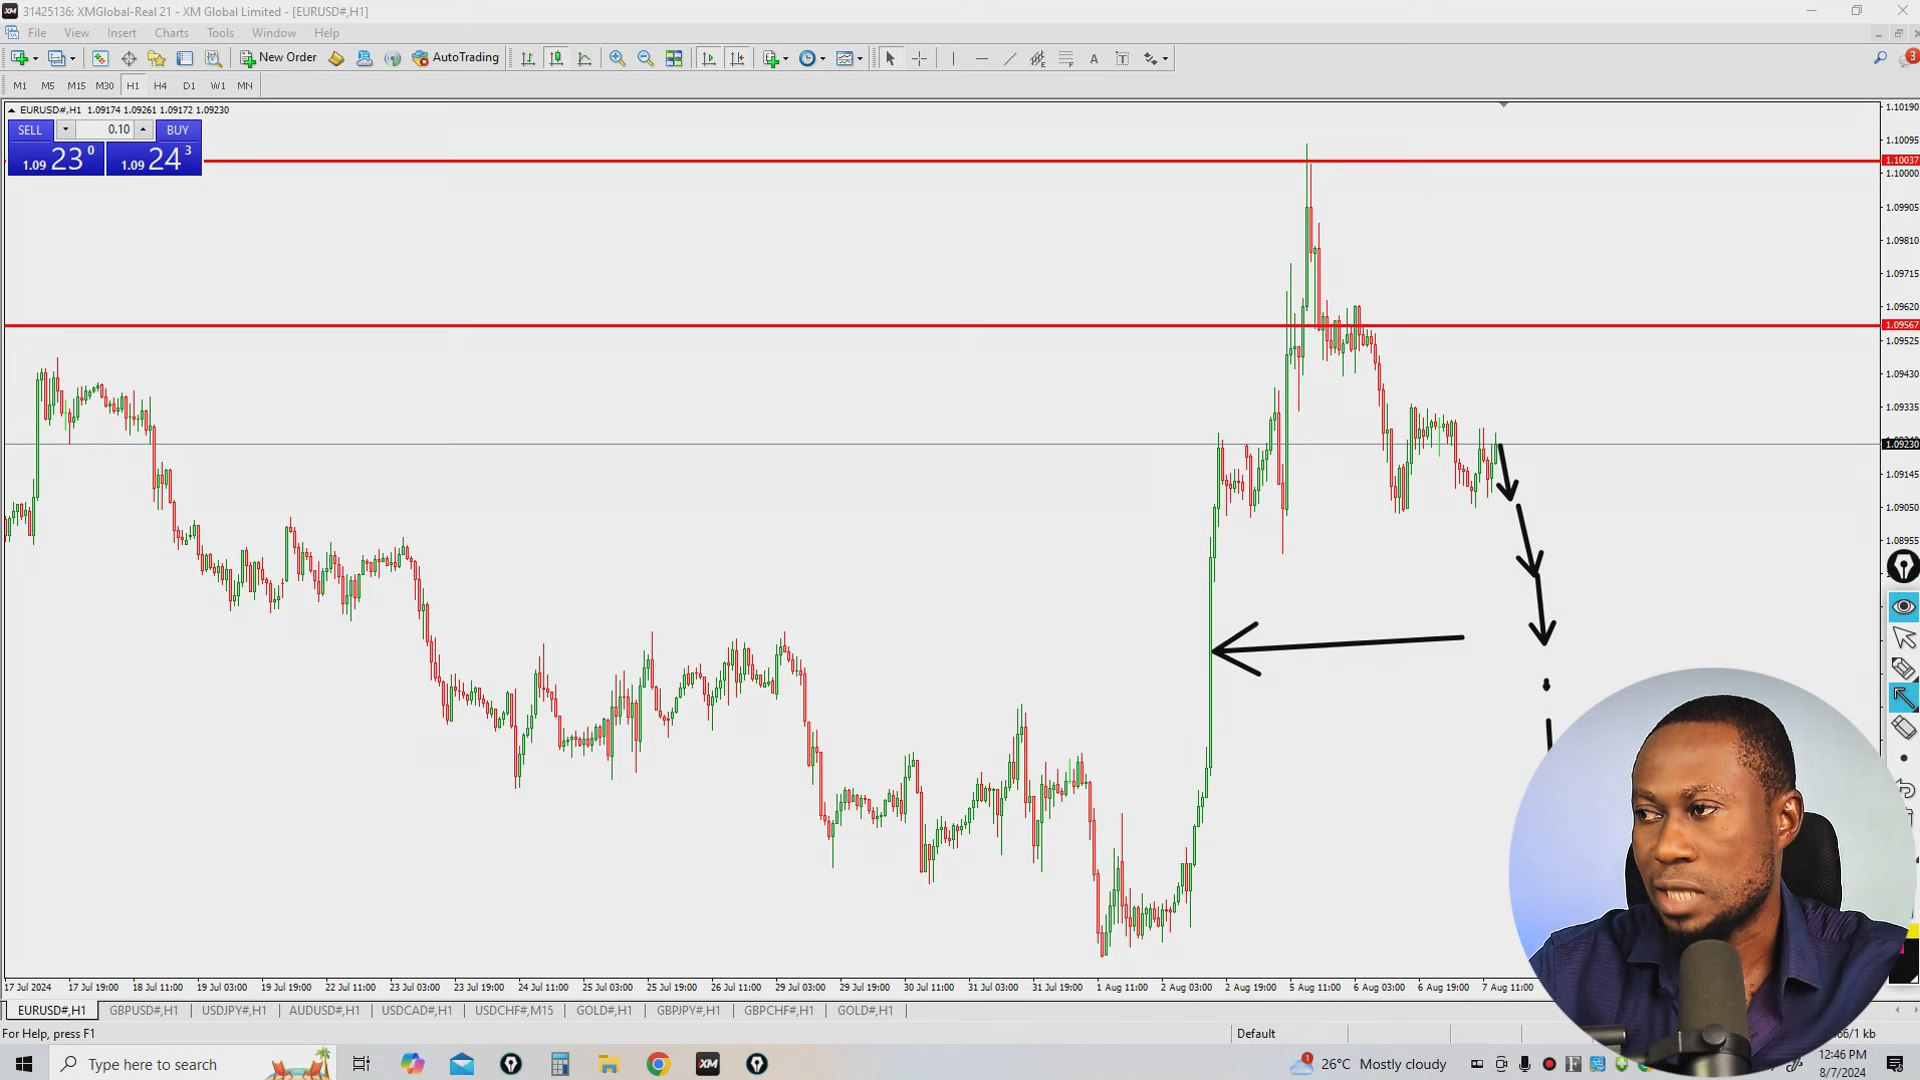 31425136: XMGlobal-Real 21 - XM Global Limited - [EURUSD#,H1]
File View Insert Charts Tools Window Help
New Order AutoTrading
M1 M5 M15 M30 H1 H4 D1 W1 MN
EURUSD#,H1 1.09174 1.09261 1.09172 1.09230
SELL 0.10 BUY
1.09 23 0 1.09 24 3
1.10190
1.10095
1.10037
1.10000
1.09905
1.09810
1.09715
1.09620
1.09567
1.09525
1.09430
1.09335
1.09230
1.09145
1.09050
1.08955
17 Jul 2024 17 Jul 19:00 18 Jul 11:00 19 Jul 03:00 19 Jul 19:00 22 Jul 11:00 23 Jul 03:00 23 Jul 19:00 24 Jul 11:00 25 Jul 03:00 25 Jul 19:00 26 Jul 11:00 29 Jul 03:00 29 Jul 19:00 30 Jul 11:00 31 Jul 03:00 31 Jul 19:00 1 Aug 11:00 2 Aug 03:00 2 Aug 19:00 5 Aug 11:00 6 Aug 03:00 6 Aug 19:00 7 Aug 11:00
EURUSD#,H1 GBPUSD#,H1 USDJPY#,H1 AUDUSD#,H1 USDCAD#,H1 USDCHF#,M15 GOLD#,H1 GBPJPY#,H1 GBPCHF#,H1 GOLD#,H1
For Help, press F1 Default /1 kb
Type here to search XM 26°C Mostly cloudy 12:46 PM
8/7/2024